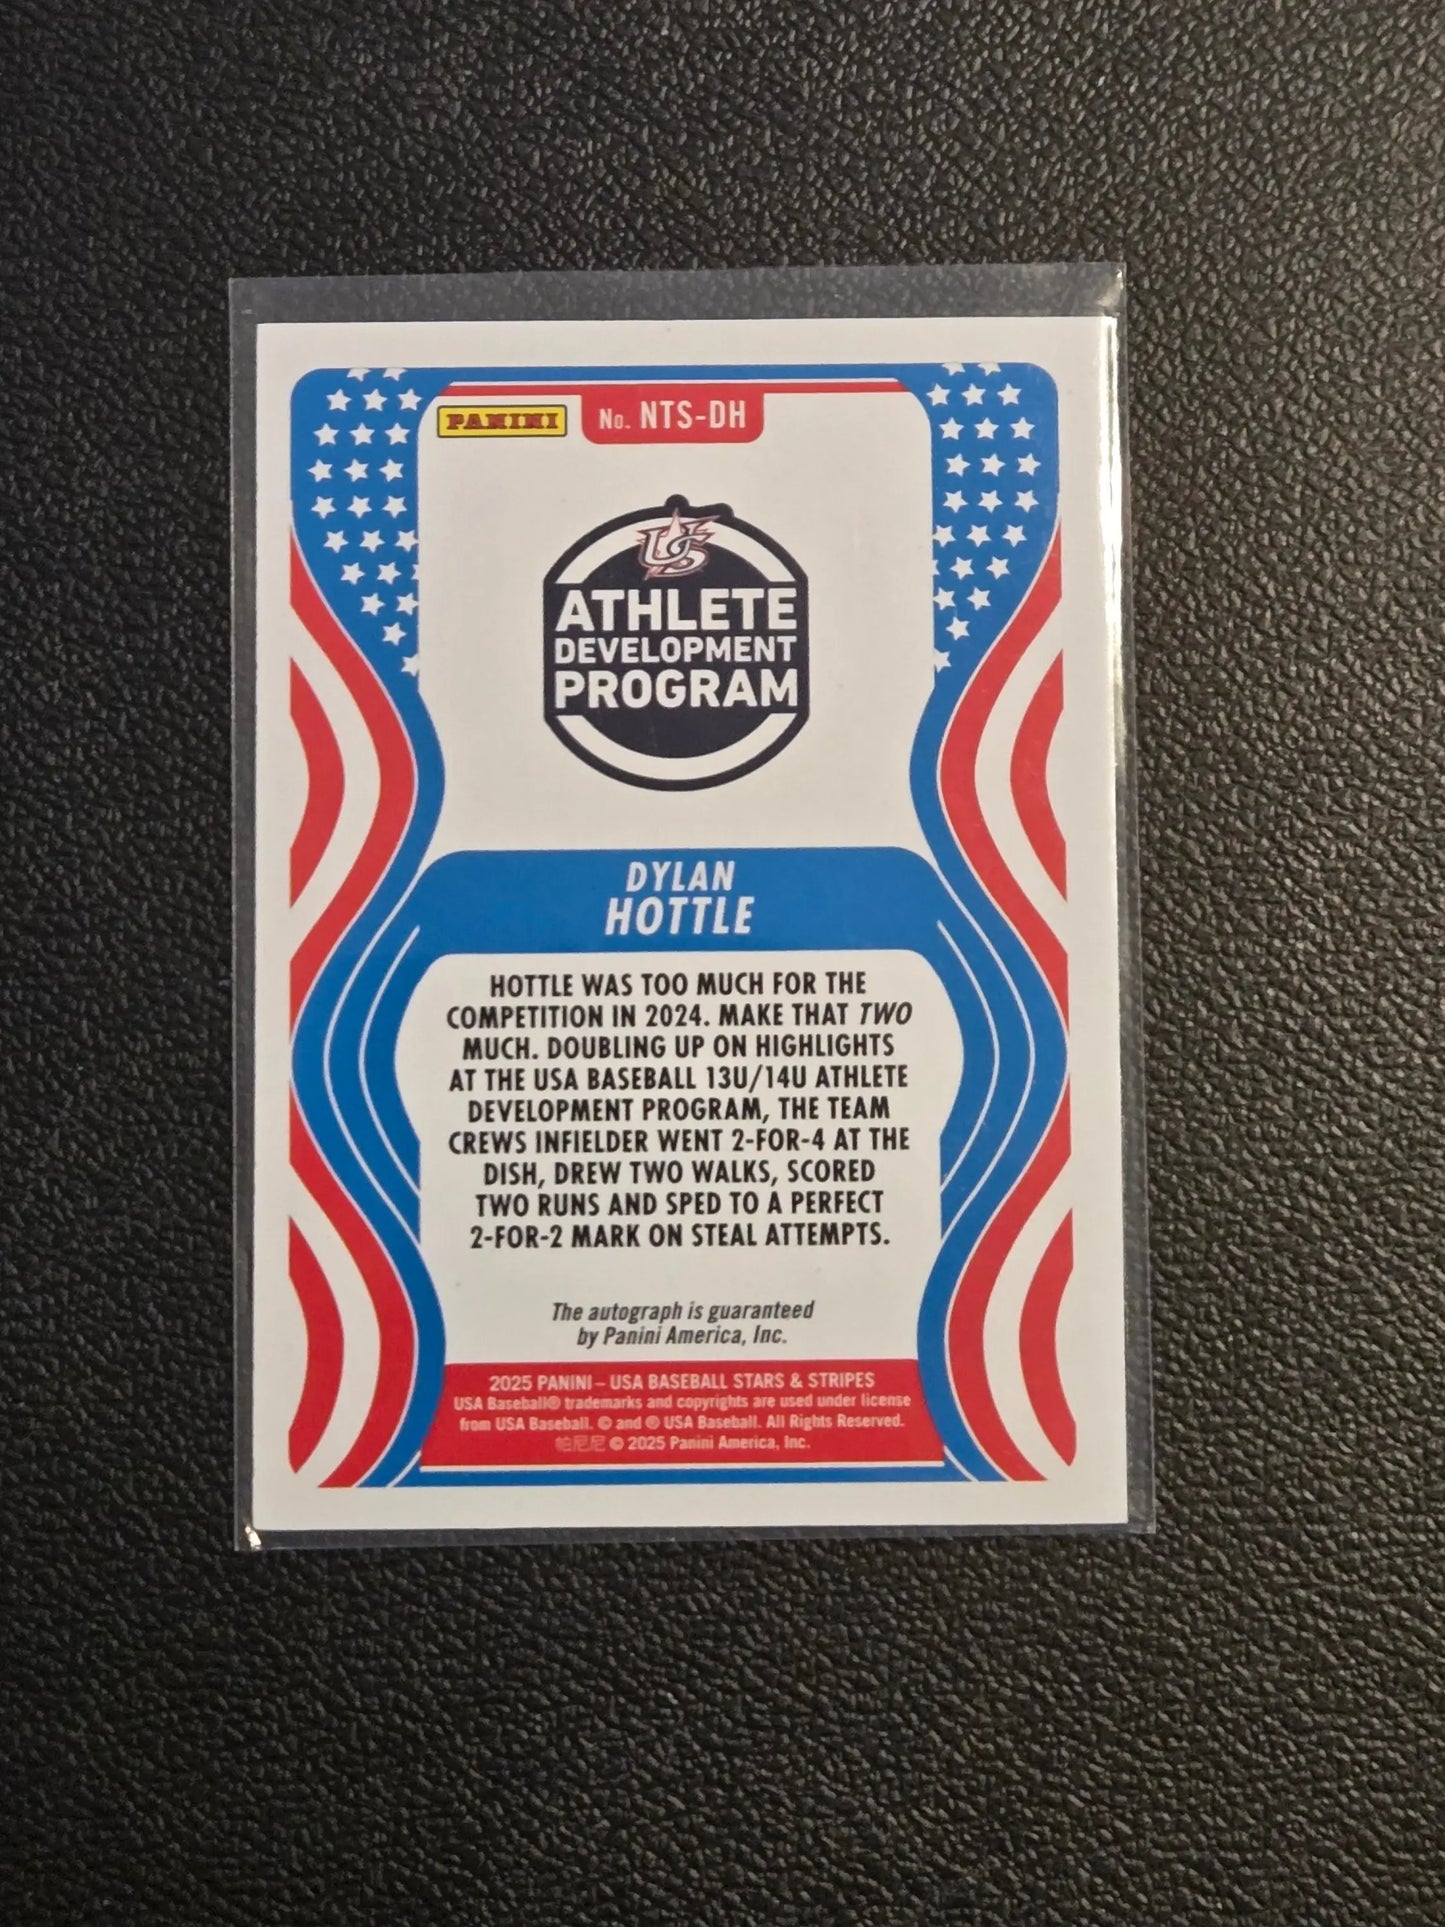 PANINI
No. NTS-DH
US
ATHLETE
DEVELOPMENT
PROGRAM
DYLAN
HOTTLE
HOTTLE WAS TOO MUCH FOR THE
COMPETITION IN 2024. MAKE THAT TWO
MUCH. DOUBLING UP ON HIGHLIGHTS
AT THE USA BASEBALL 13U/14U ATHLETE
DEVELOPMENT PROGRAM, THE TEAM
CREWS INFIELDER WENT 2-FOR-4 AT THE
DISH, DREW TWO WALKS, SCORED
TWO RUNS AND SPED TO A PERFECT
2-FOR-2 MARK ON STEAL ATTEMPTS.
The autograph is guaranteed
by Panini America, Inc.
2025 PANINI – USA BASEBALL STARS & STRIPES
USA Baseball® trademarks and copyrights are used under license
from USA Baseball. © and ® USA Baseball. All Rights Reserved.
帕尼尼 © 2025 Panini America, Inc.